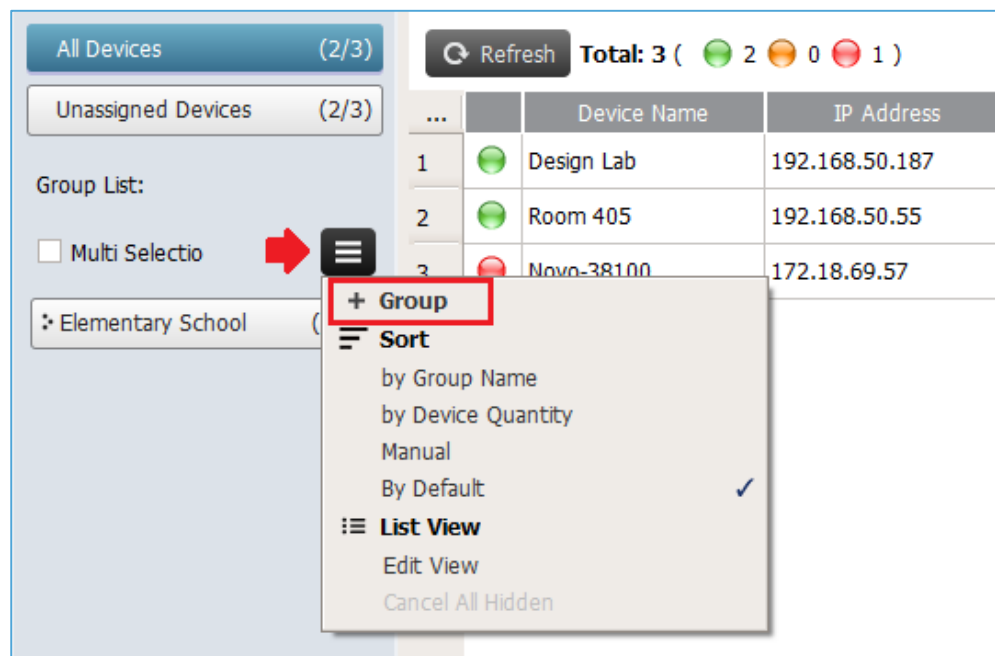 All Devices (2/3)
Unassigned Devices (2/3)
Group List:
Multi Selectio
Elementary School (
+ Group
Sort
by Group Name
by Device Quantity
Manual
By Default ✓
List View
Edit View
Cancel All Hidden
Refresh Total: 3 ( 2 0 1 )
... Device Name IP Address
1 Design Lab 192.168.50.187
2 Room 405 192.168.50.55
3 Novo-38100 172.18.69.57